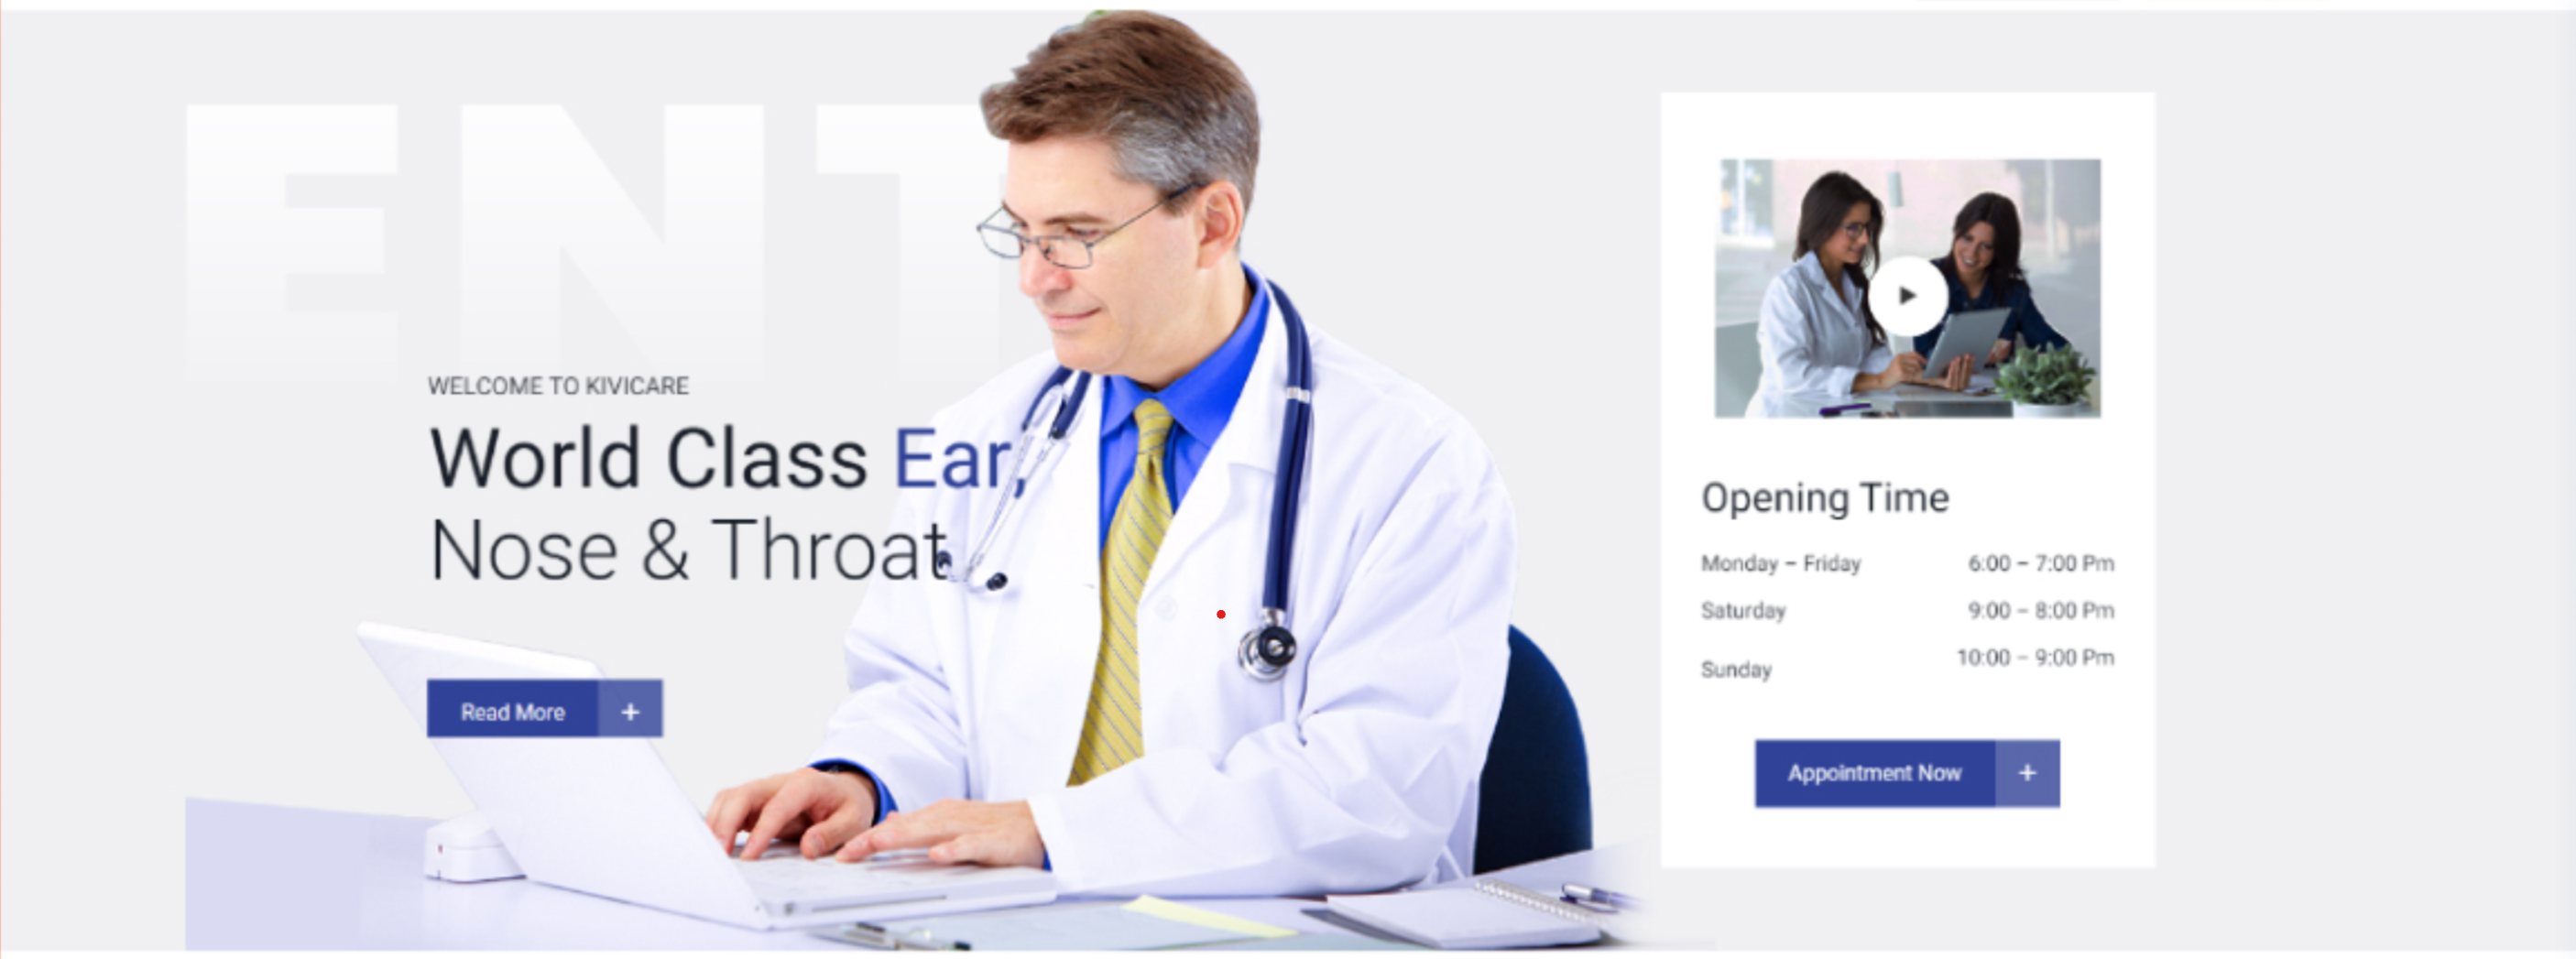 ENT
WELCOME TO KIVICARE
World Class Ear
Nose & Throat
Read More +
Opening Time
Monday – Friday 6:00 – 7:00 Pm
Saturday 9:00 – 8:00 Pm
Sunday 10:00 – 9:00 Pm
Appointment Now +